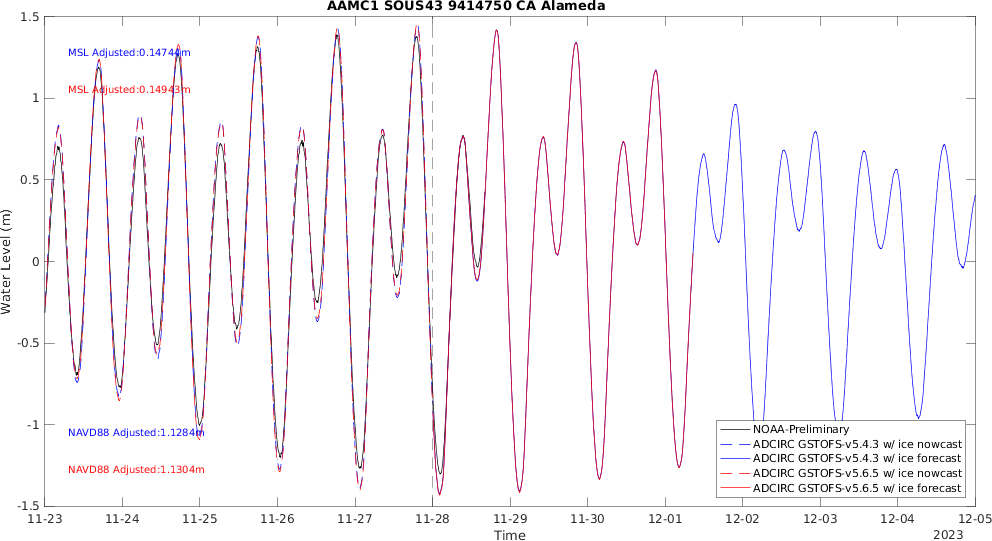 AAMC1 SOUS43 9414750 CA Alameda
1.5
1
0.5
0
-0.5
-1
-1.5
Water Level (m)
MSL Adjusted:0.14744m
MSL Adjusted:0.14943m
NAVD88 Adjusted:1.1284m
NAVD88 Adjusted:1.1304m
NOAA-Preliminary
ADCIRC GSTOFS-v5.4.3 w/ ice nowcast
ADCIRC GSTOFS-v5.4.3 w/ ice forecast
ADCIRC GSTOFS-v5.6.5 w/ ice nowcast
ADCIRC GSTOFS-v5.6.5 w/ ice forecast
11-23 11-24 11-25 11-26 11-27 11-28 11-29 11-30 12-01 12-02 12-03 12-04 12-05
Time
2023